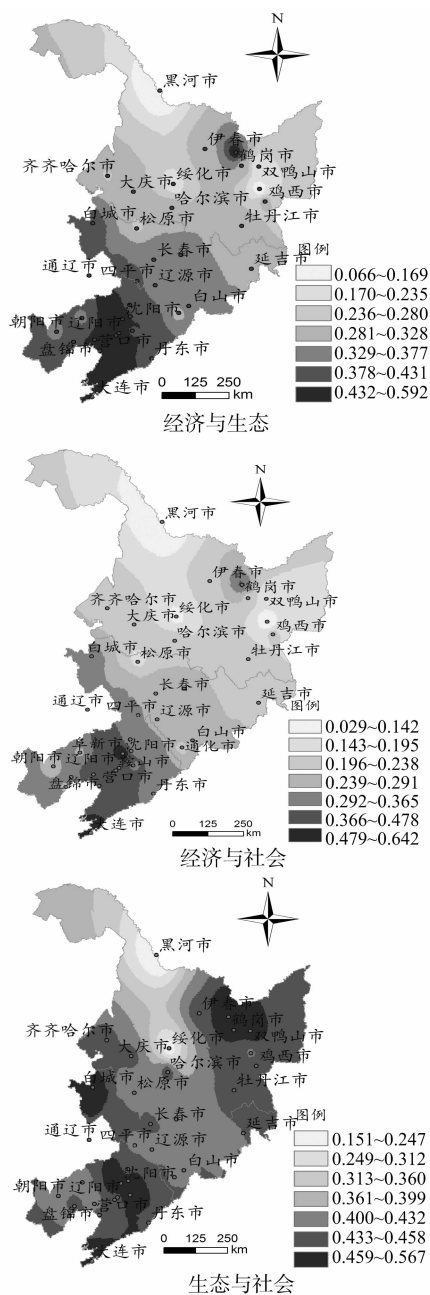 N
黑河市
伊春市
鹤岗市
齐齐哈尔市
绥化市
双鸭山市
大庆市
哈尔滨市
鸡西市
白城市
松原市
牡丹江市
长春市
延吉市
图例
通辽市
四平市
辽源市
0.066~0.169
白山市
0.170~0.235
朝阳市
辽阳市
沈阳市
0.236~0.280
盘锦市
营口市
0.281~0.328
丹东市
0.329~0.377
大连市
0 125 250
km
0.378~0.431
0.432~0.592
经济与生态
N
黑河市
伊春市
鹤岗市
齐齐哈尔市
绥化市
双鸭山市
大庆市
哈尔滨市
鸡西市
白城市
松原市
牡丹江市
长春市
延吉市
通辽市
四平市
辽源市
图例
白山市
0.029~0.142
阜新市
沈阳市
通化市
0.143~0.195
朝阳市
辽阳市
鞍山市
0.196~0.238
盘锦市
营口市
丹东市
0.239~0.291
0.292~0.365
大连市
0 125 250
km
0.366~0.478
0.479~0.642
经济与社会
N
黑河市
伊春市
鹤岗市
齐齐哈尔市
绥化市
双鸭山市
大庆市
哈尔滨市
鸡西市
白城市
松原市
牡丹江市
长春市
图例
通辽市
四平市
辽源市
延吉市
0.151~0.247
白山市
0.249~0.312
朝阳市
辽阳市
沈阳市
0.313~0.360
盘锦市
营口市
丹东市
0.361~0.399
0.400~0.432
大连市
0 125 250
km
0.433~0.458
0.459~0.567
生态与社会